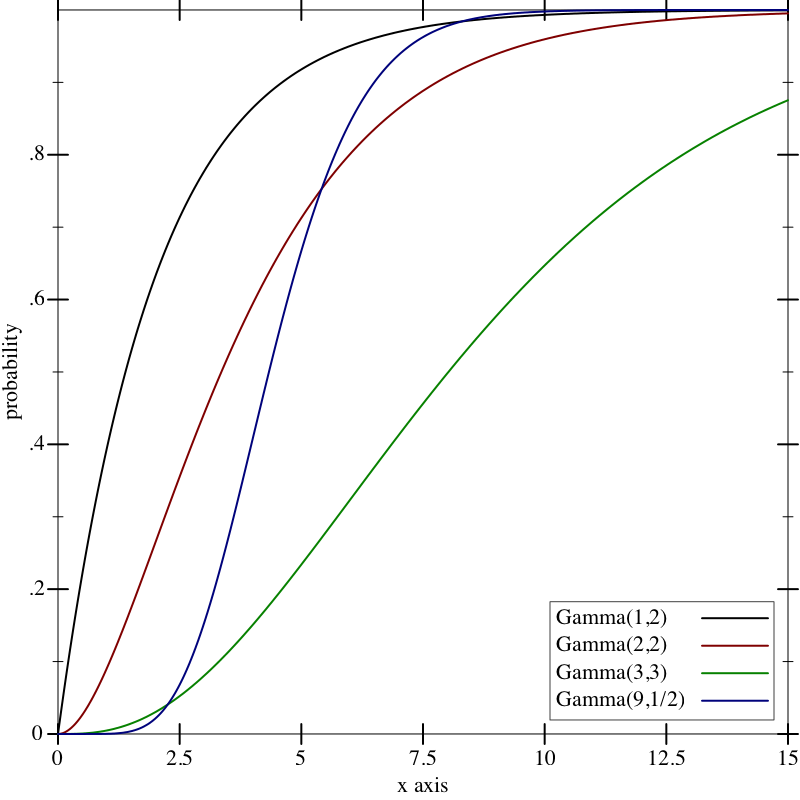 .8
.6
.4
.2
0
probability
0 2.5 5 7.5 10 12.5 15
x axis
Gamma(1,2)
Gamma(2,2)
Gamma(3,3)
Gamma(9,1/2)